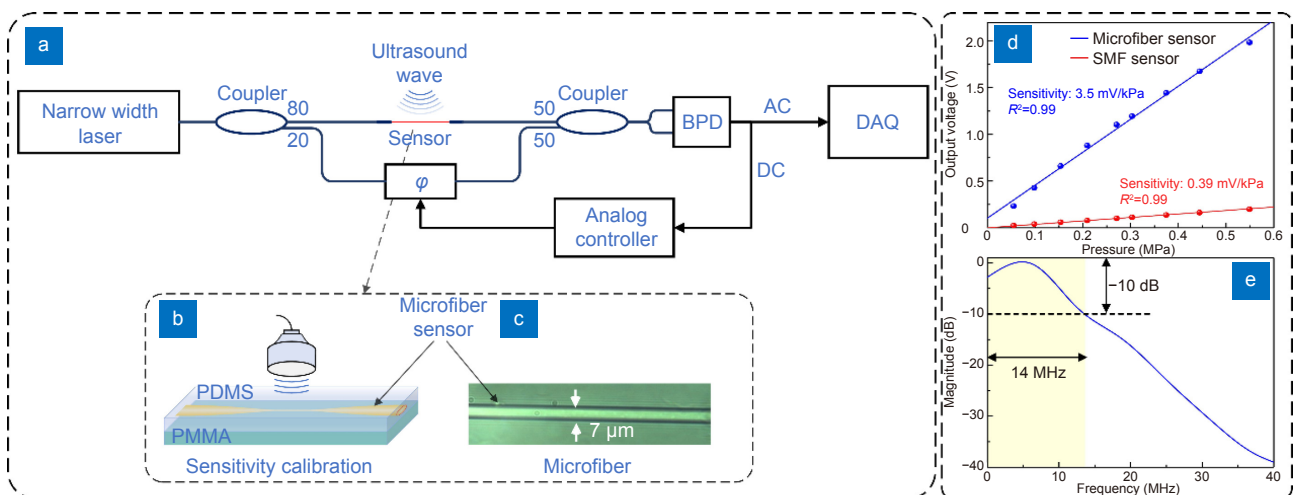 a
Ultrasound
wave
Narrow width
laser
Coupler
80
20
Sensor
50
50
Coupler
BPD
AC
DC
DAQ
φ
Analog
controller
b
Microfiber
sensor
c
PDMS
PMMA
7 μm
Sensitivity calibration
Microfiber
d
Microfiber sensor
SMF sensor
Sensitivity: 3.5 mV/kPa
R²=0.99
Sensitivity: 0.39 mV/kPa
R²=0.99
Output voltage (V)
2.0
1.5
1.0
0.5
0
0
0.1
0.2
0.3
0.4
0.5
0.6
Pressure (MPa)
e
−10 dB
14 MHz
Magnitude (dB)
0
−10
−20
−30
−40
0
10
20
30
40
Frequency (MHz)